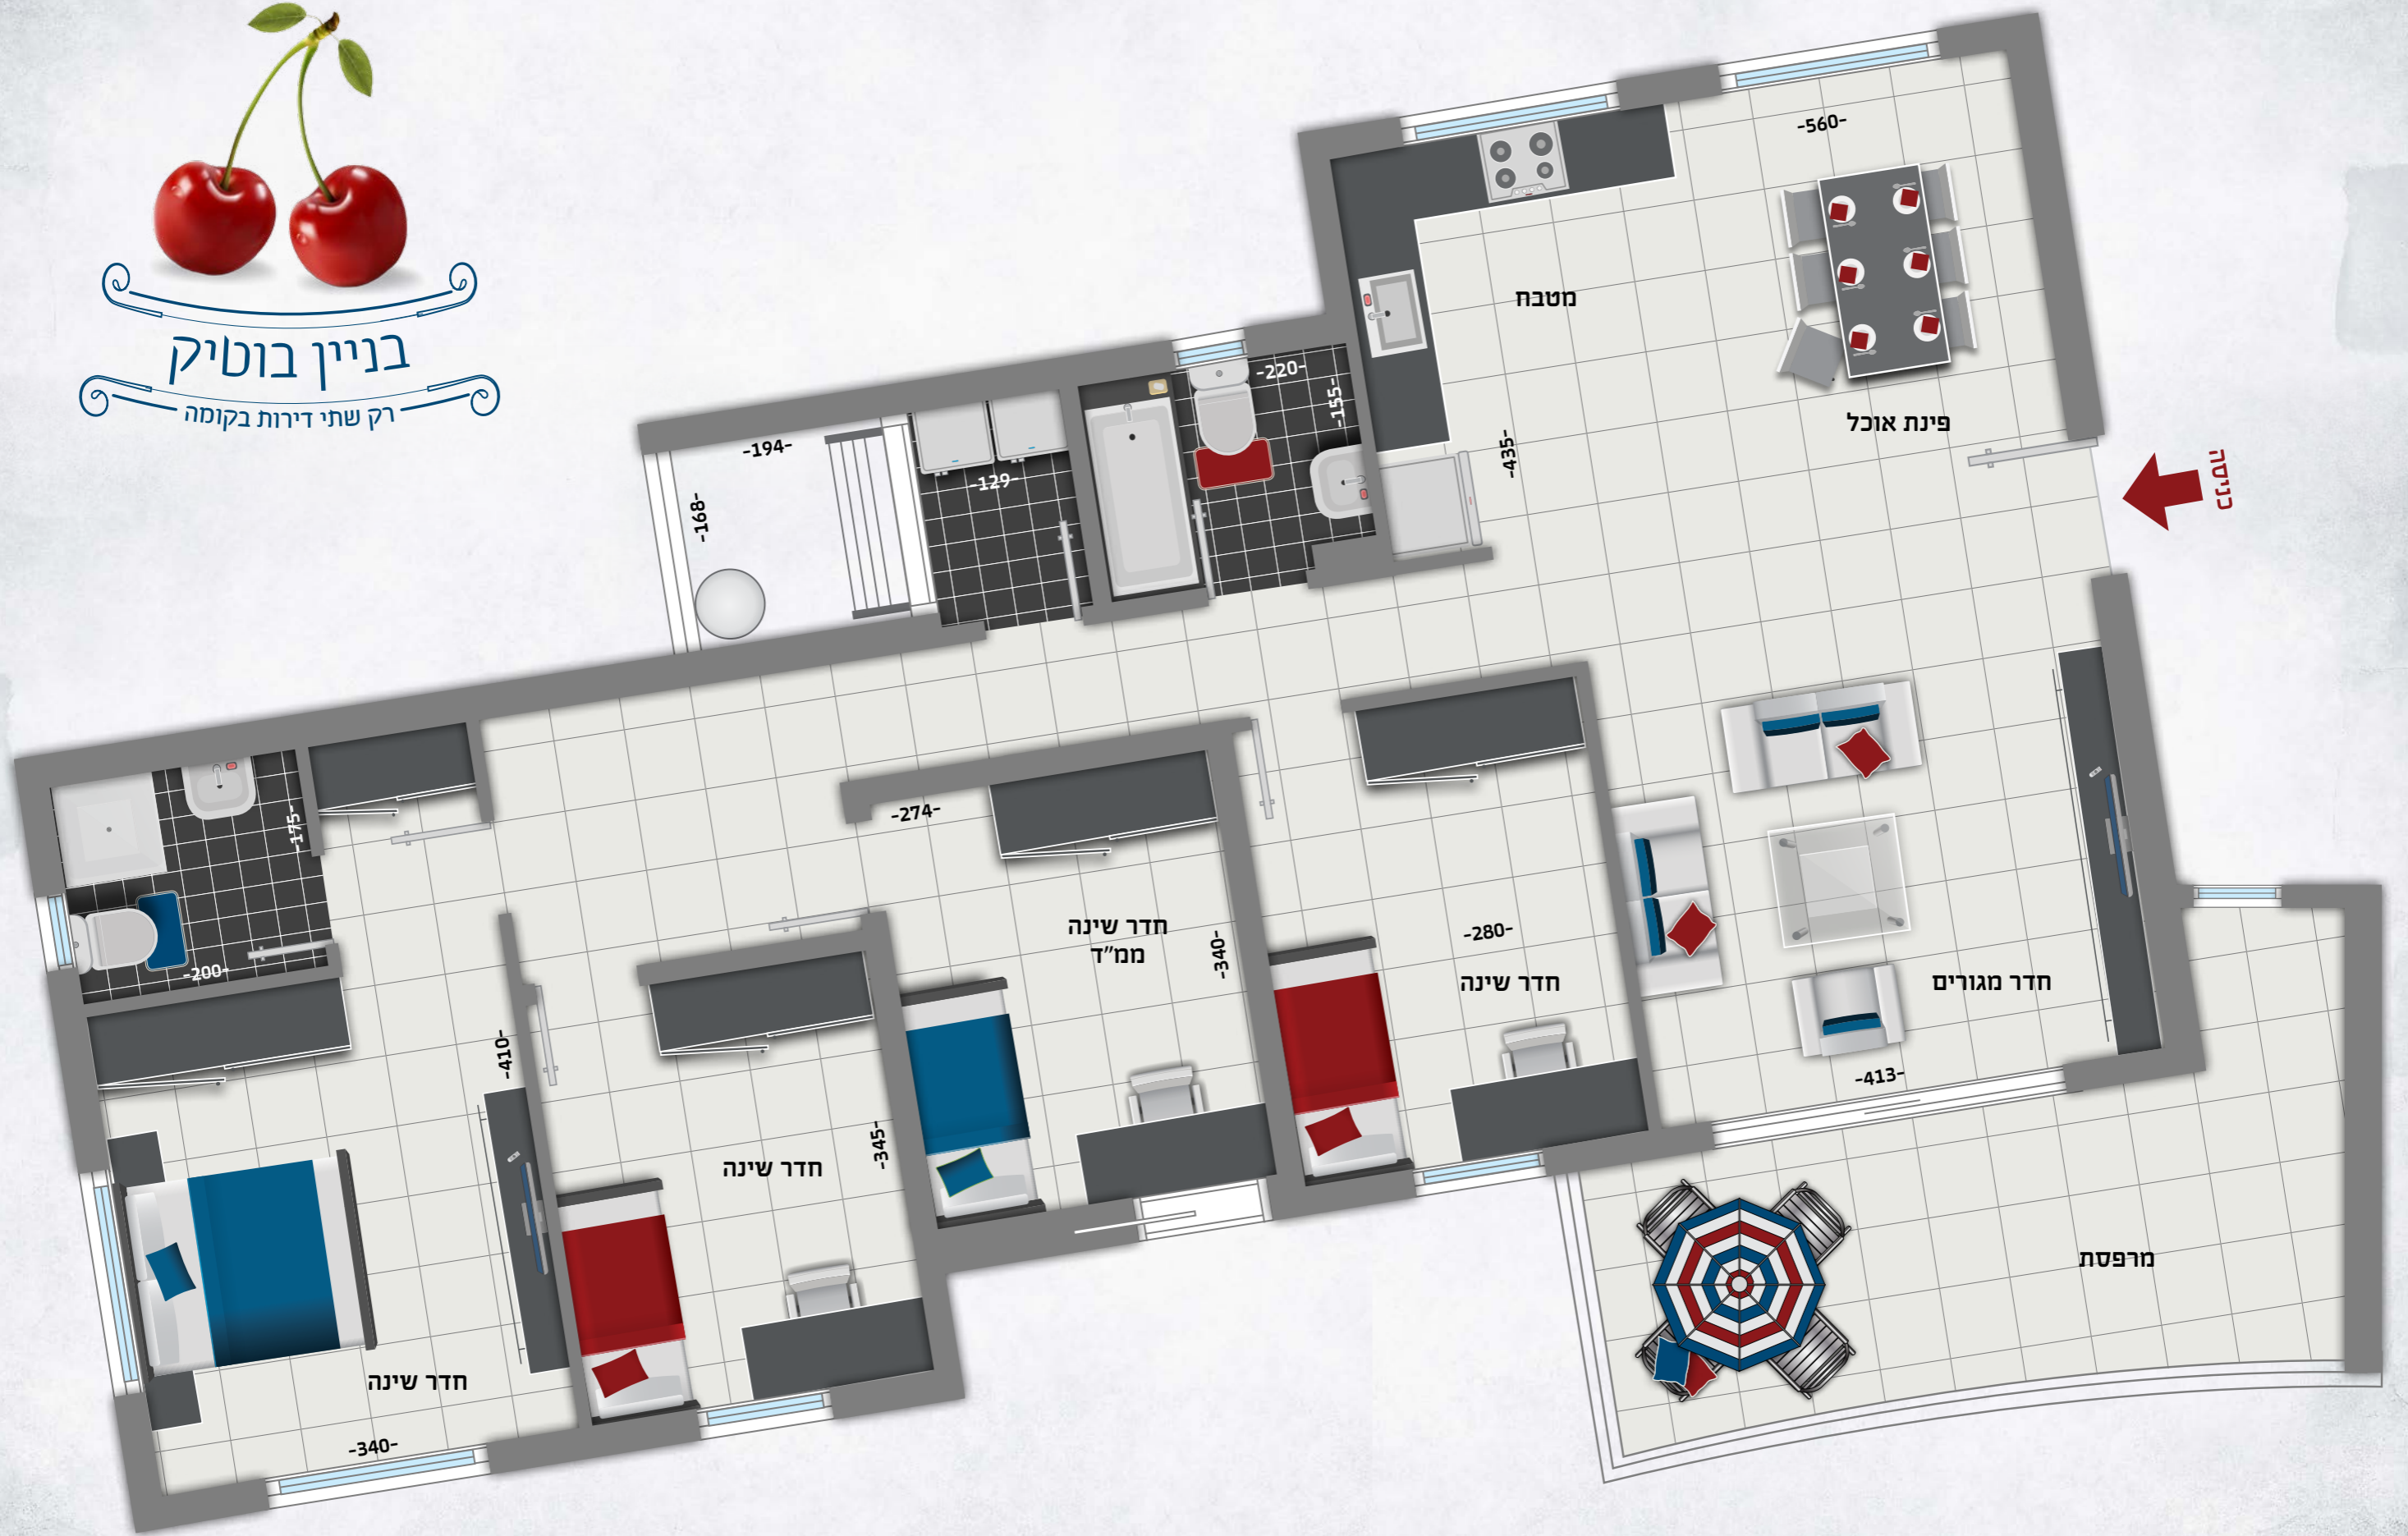 בניין בוטיק
רק שתי דירות בקומה
-560-
מטבח
פינת אוכל
-435-
כניסה
-220-
-155-
-194-
-168-
-129-
-175-
-200-
-274-
חדר שינה
ממ"ד
-340-
-280-
חדר שינה
חדר מגורים
-413-
-410-
חדר שינה
-345-
מרפסת
חדר שינה
-340-